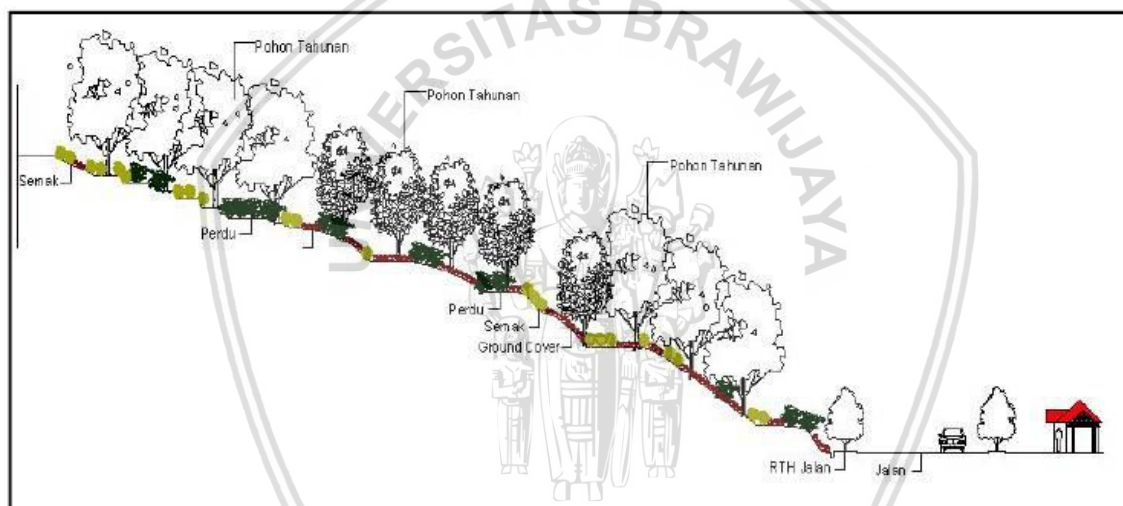 UNIVERSITAS BRAWIJAYA
Pohon Tahunan
Pohon Tahunan
Pohon Tahunan
Semak
Perdu
Perdu
Semak
Ground Cover
RTH Jalan
Jalan